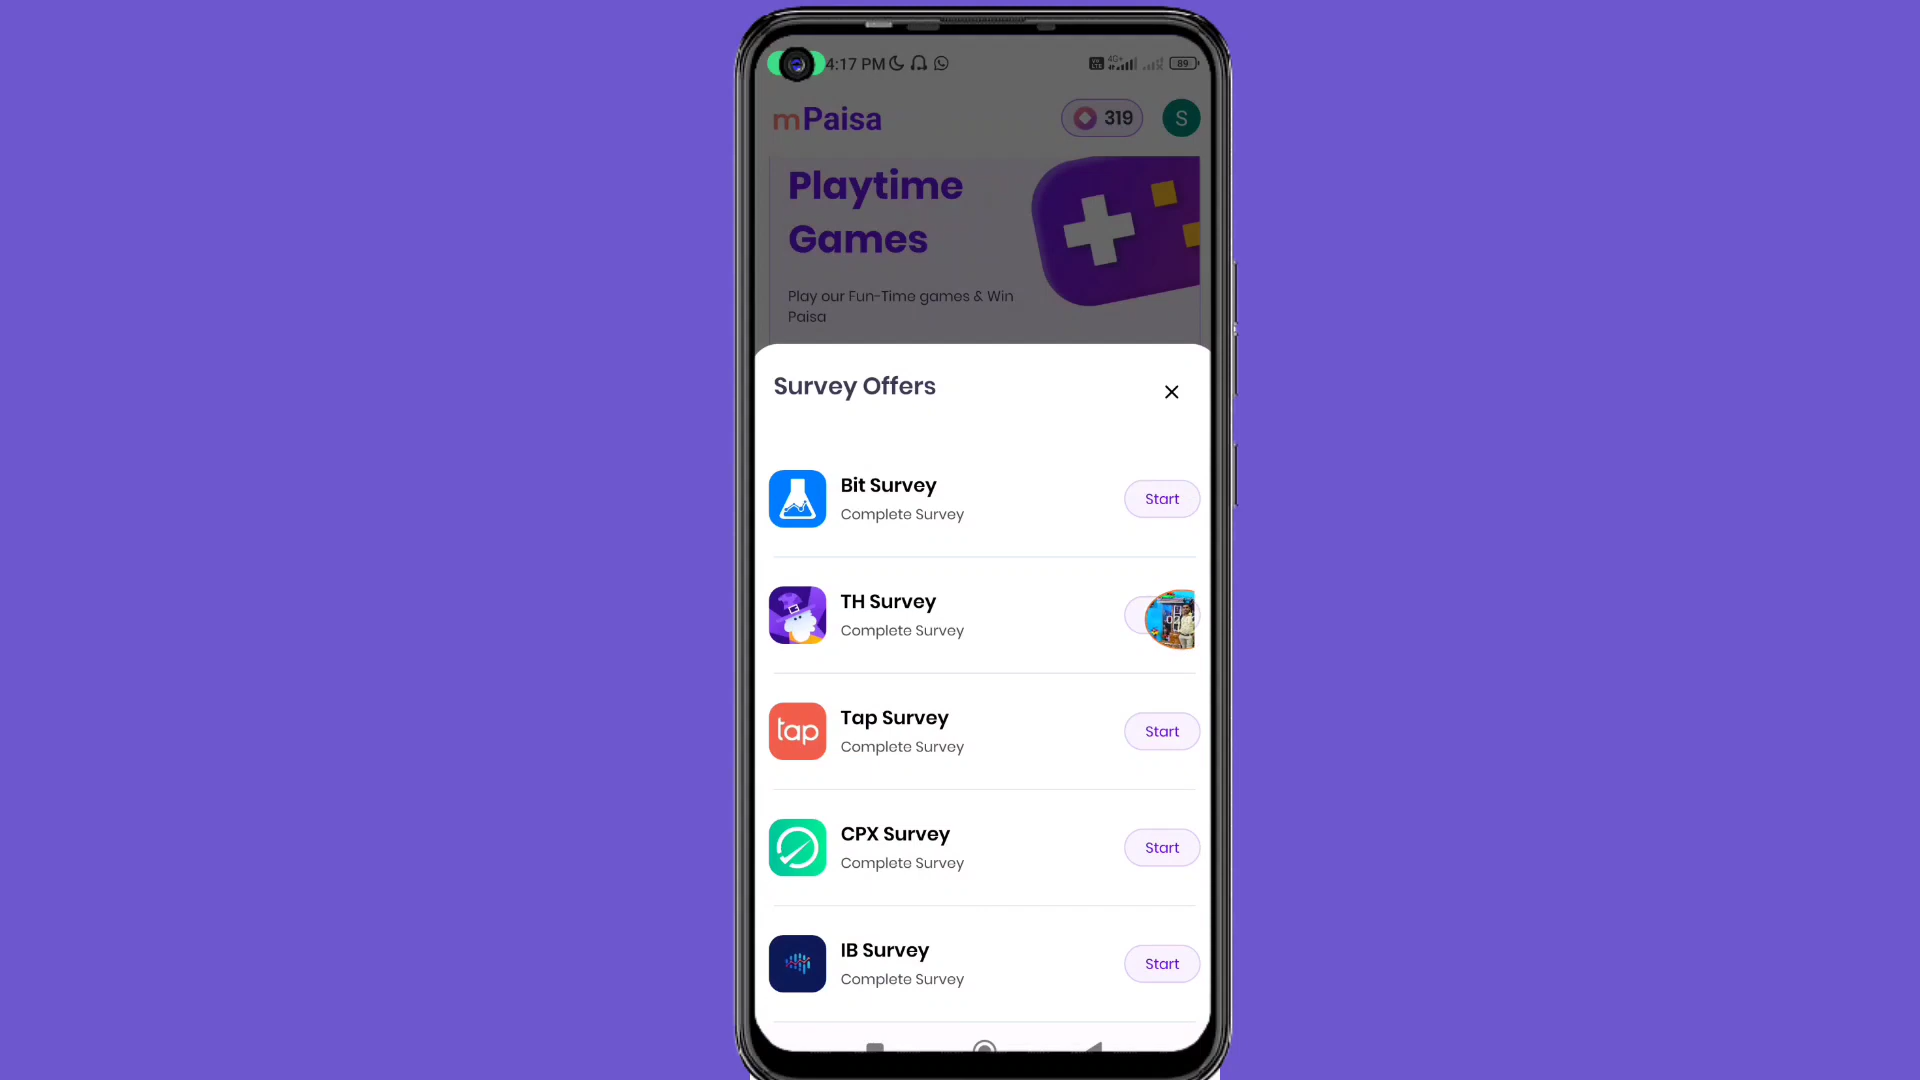 4:17 PM
4G+
89
mPaisa
319
S
Playtime
Games
Play our Fun-Time games & Win
Paisa
Survey Offers
Bit Survey
Complete Survey
Start
TH Survey
Complete Survey
tap
Tap Survey
Complete Survey
Start
CPX Survey
Complete Survey
Start
IB Survey
Complete Survey
Start